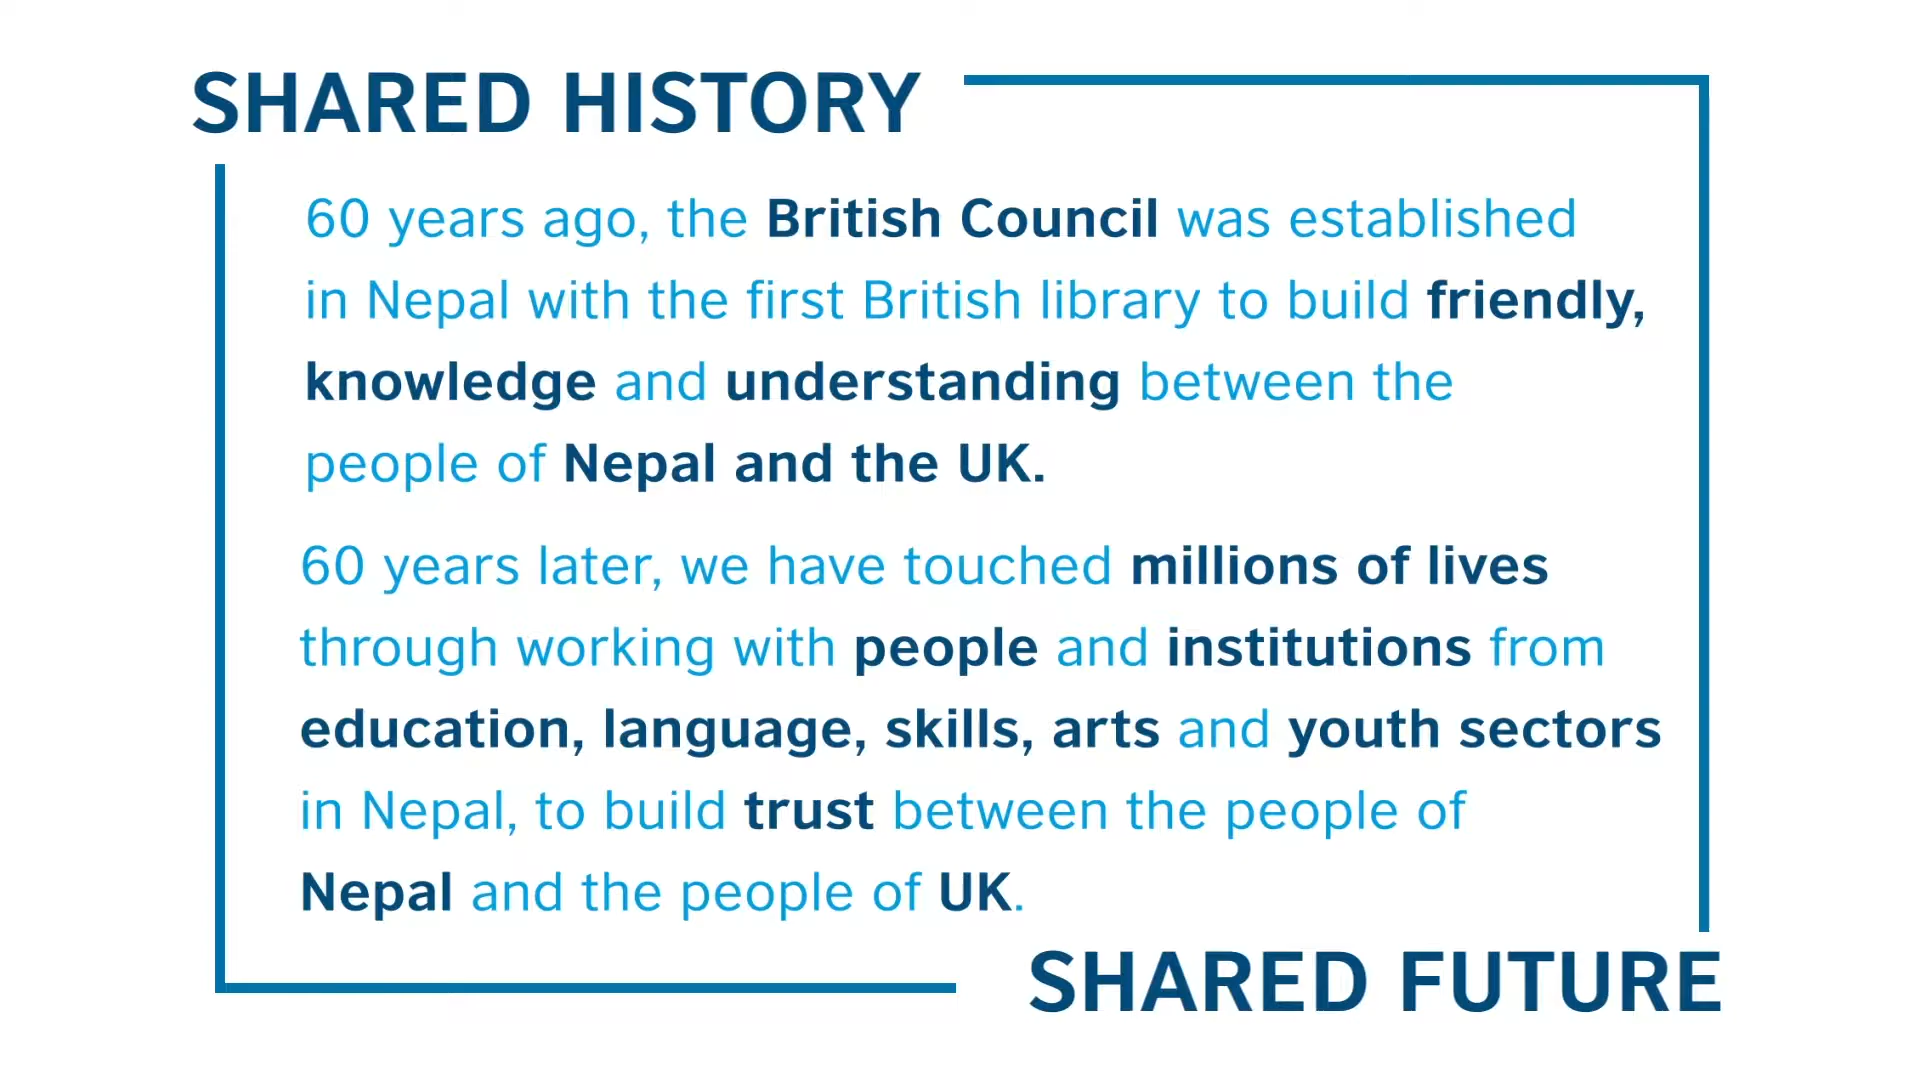 SHARED HISTORY
60 years ago, the British Council was established
in Nepal with the first British library to build friendly,
knowledge and understanding between the
people of Nepal and the UK.
60 years later, we have touched millions of lives
through working with people and institutions from
education, language, skills, arts and youth sectors
in Nepal, to build trust between the people of
Nepal and the people of UK.
SHARED FUTURE